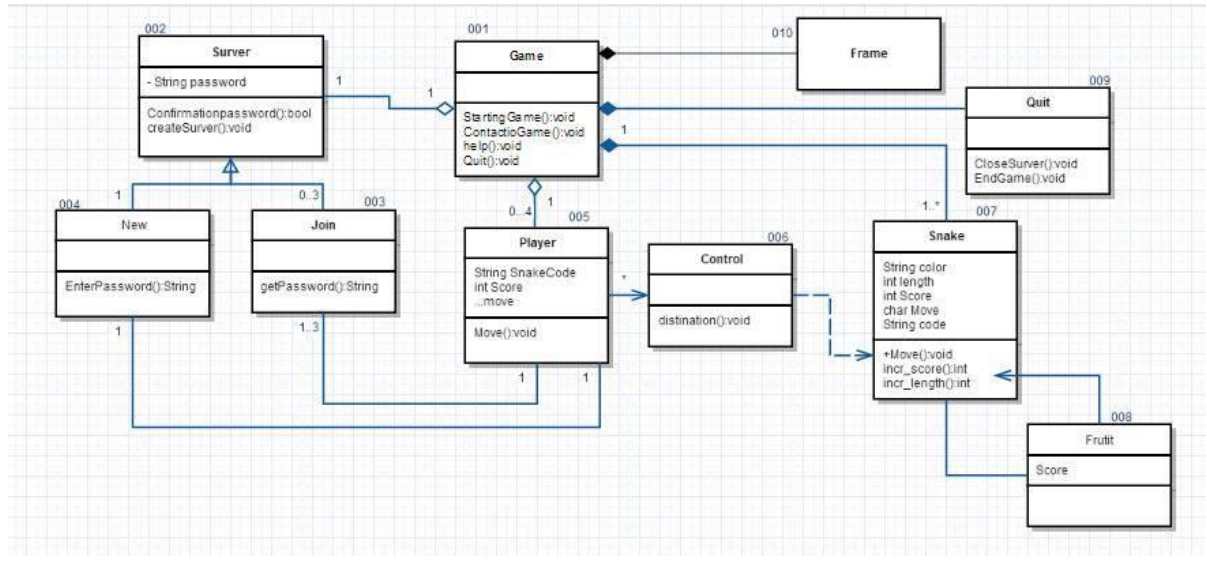 002
Surver
- String password
Confirmationpassword():bool
createSurver():void
1
1
001
Game
StartingGame():void
ContactioGame():void
help():void
Quit():void
010
Frame
009
Quit
CloseSurver():void
EndGame():void
1
1
0..3
004
New
EnterPassword():String
1
003
Join
getPassword():String
1..3
1
0...4
005
Player
String SnakeCode
int Score
...move
Move():void
1
1
*
006
Control
distination():void
1..*
007
Snake
String color
int length
int Score
char Move
String code
+Move():void
incr_score():int
incr_length():int
008
Frutit
Score